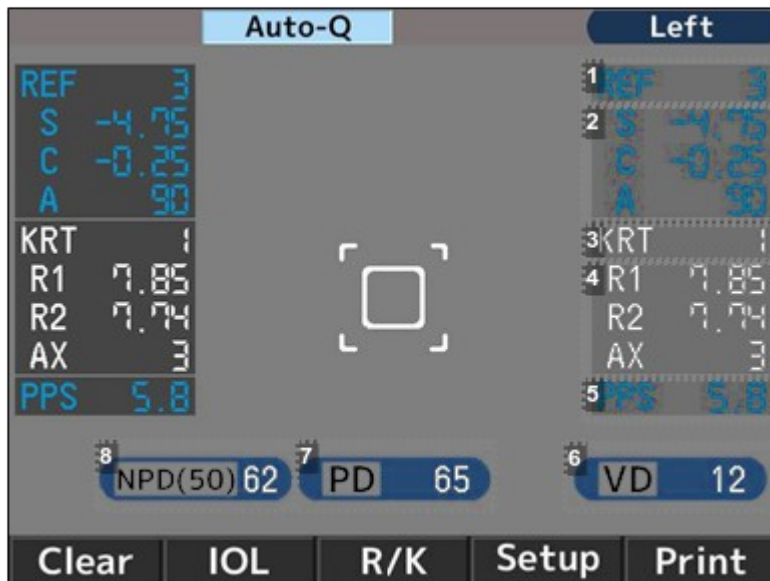 Auto-Q Left
REF 3
S -4.75
C -0.25
A 90
KRT 1
R1 7.85
R2 7.74
AX 3
PPS 5.8
1 REF 3
2 S -4.75
C -0.25
A 90
3 KRT 1
4 R1 7.85
R2 7.74
AX 3
5 PPS 5.8
8 NPD(50) 62
7 PD 65
6 VD 12
Clear IOL R/K Setup Print